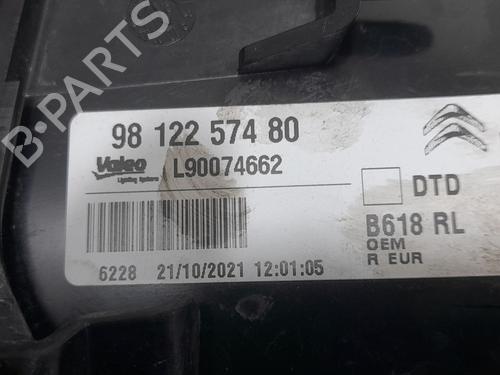 98 122 574 80
Valeo L90074662
Lighting Systems
DTD
B618 RL
OEM
R EUR
6228 21/10/2021 12:01:05
B-PARTS